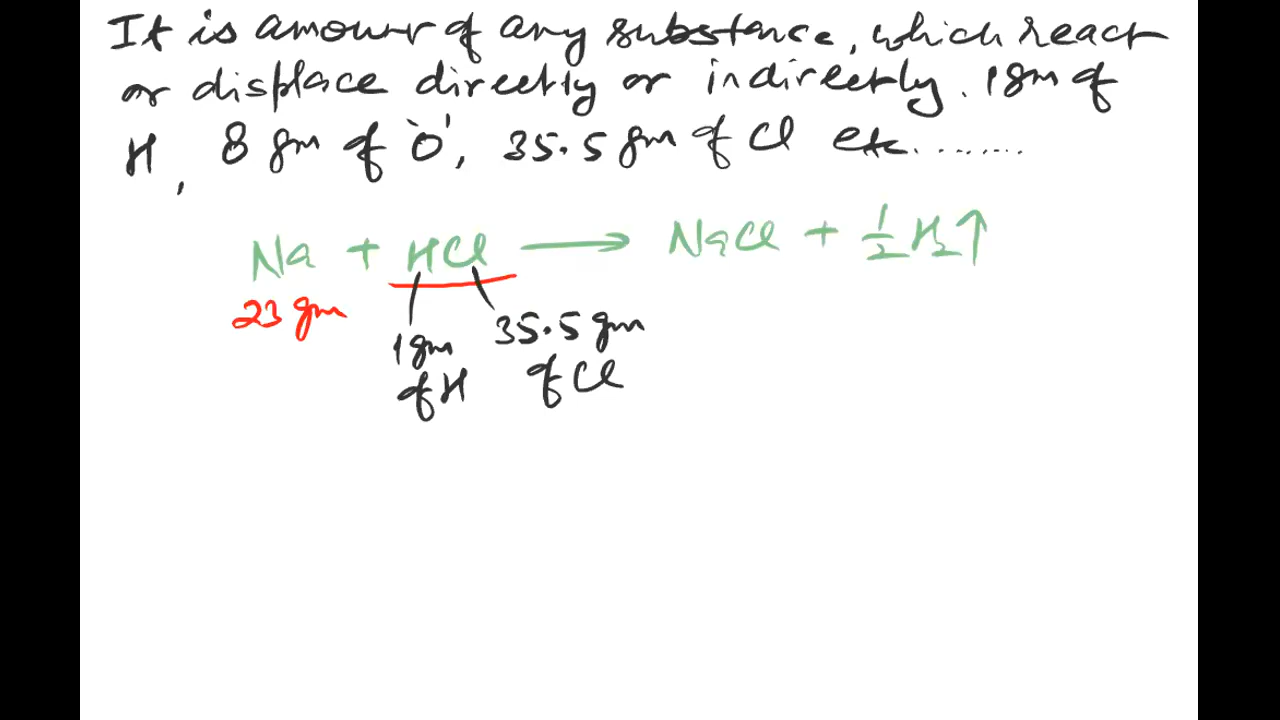 It is amount of any substance, which react
or displace directly or indirectly. 1gm of
H, 8 gm of 'O', 35.5 gm of Cl etc........
Na + HCl ⟶ NaCl + 1/2 H₂↑
23 gm
1gm 35.5 gm
of H of Cl